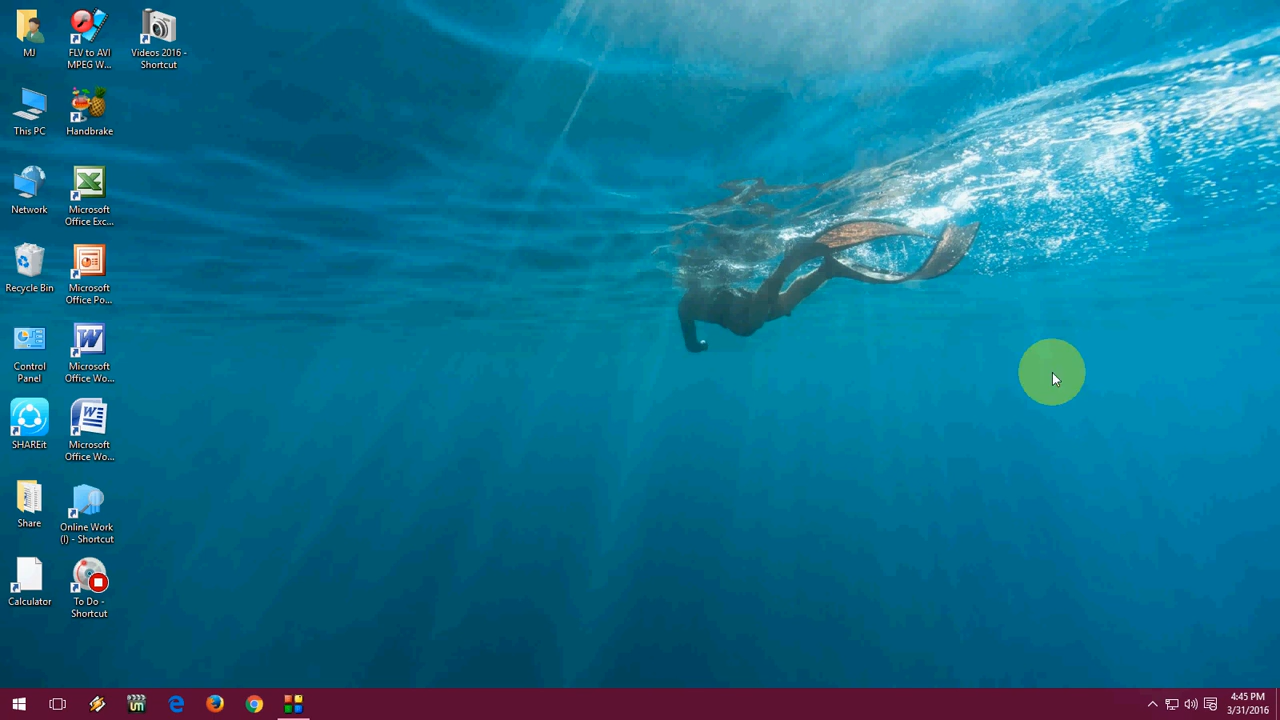 MJ
FLV to AVI
MPEG W...
Videos 2016 -
Shortcut
This PC
Handbrake
Network
Microsoft
Office Exc...
Recycle Bin
Microsoft
Office Po...
Control
Panel
Microsoft
Office Wo...
SHAREit
Microsoft
Office Wo...
Share
Online Work
(I) - Shortcut
Calculator
To Do -
Shortcut
4:45 PM
3/31/2016